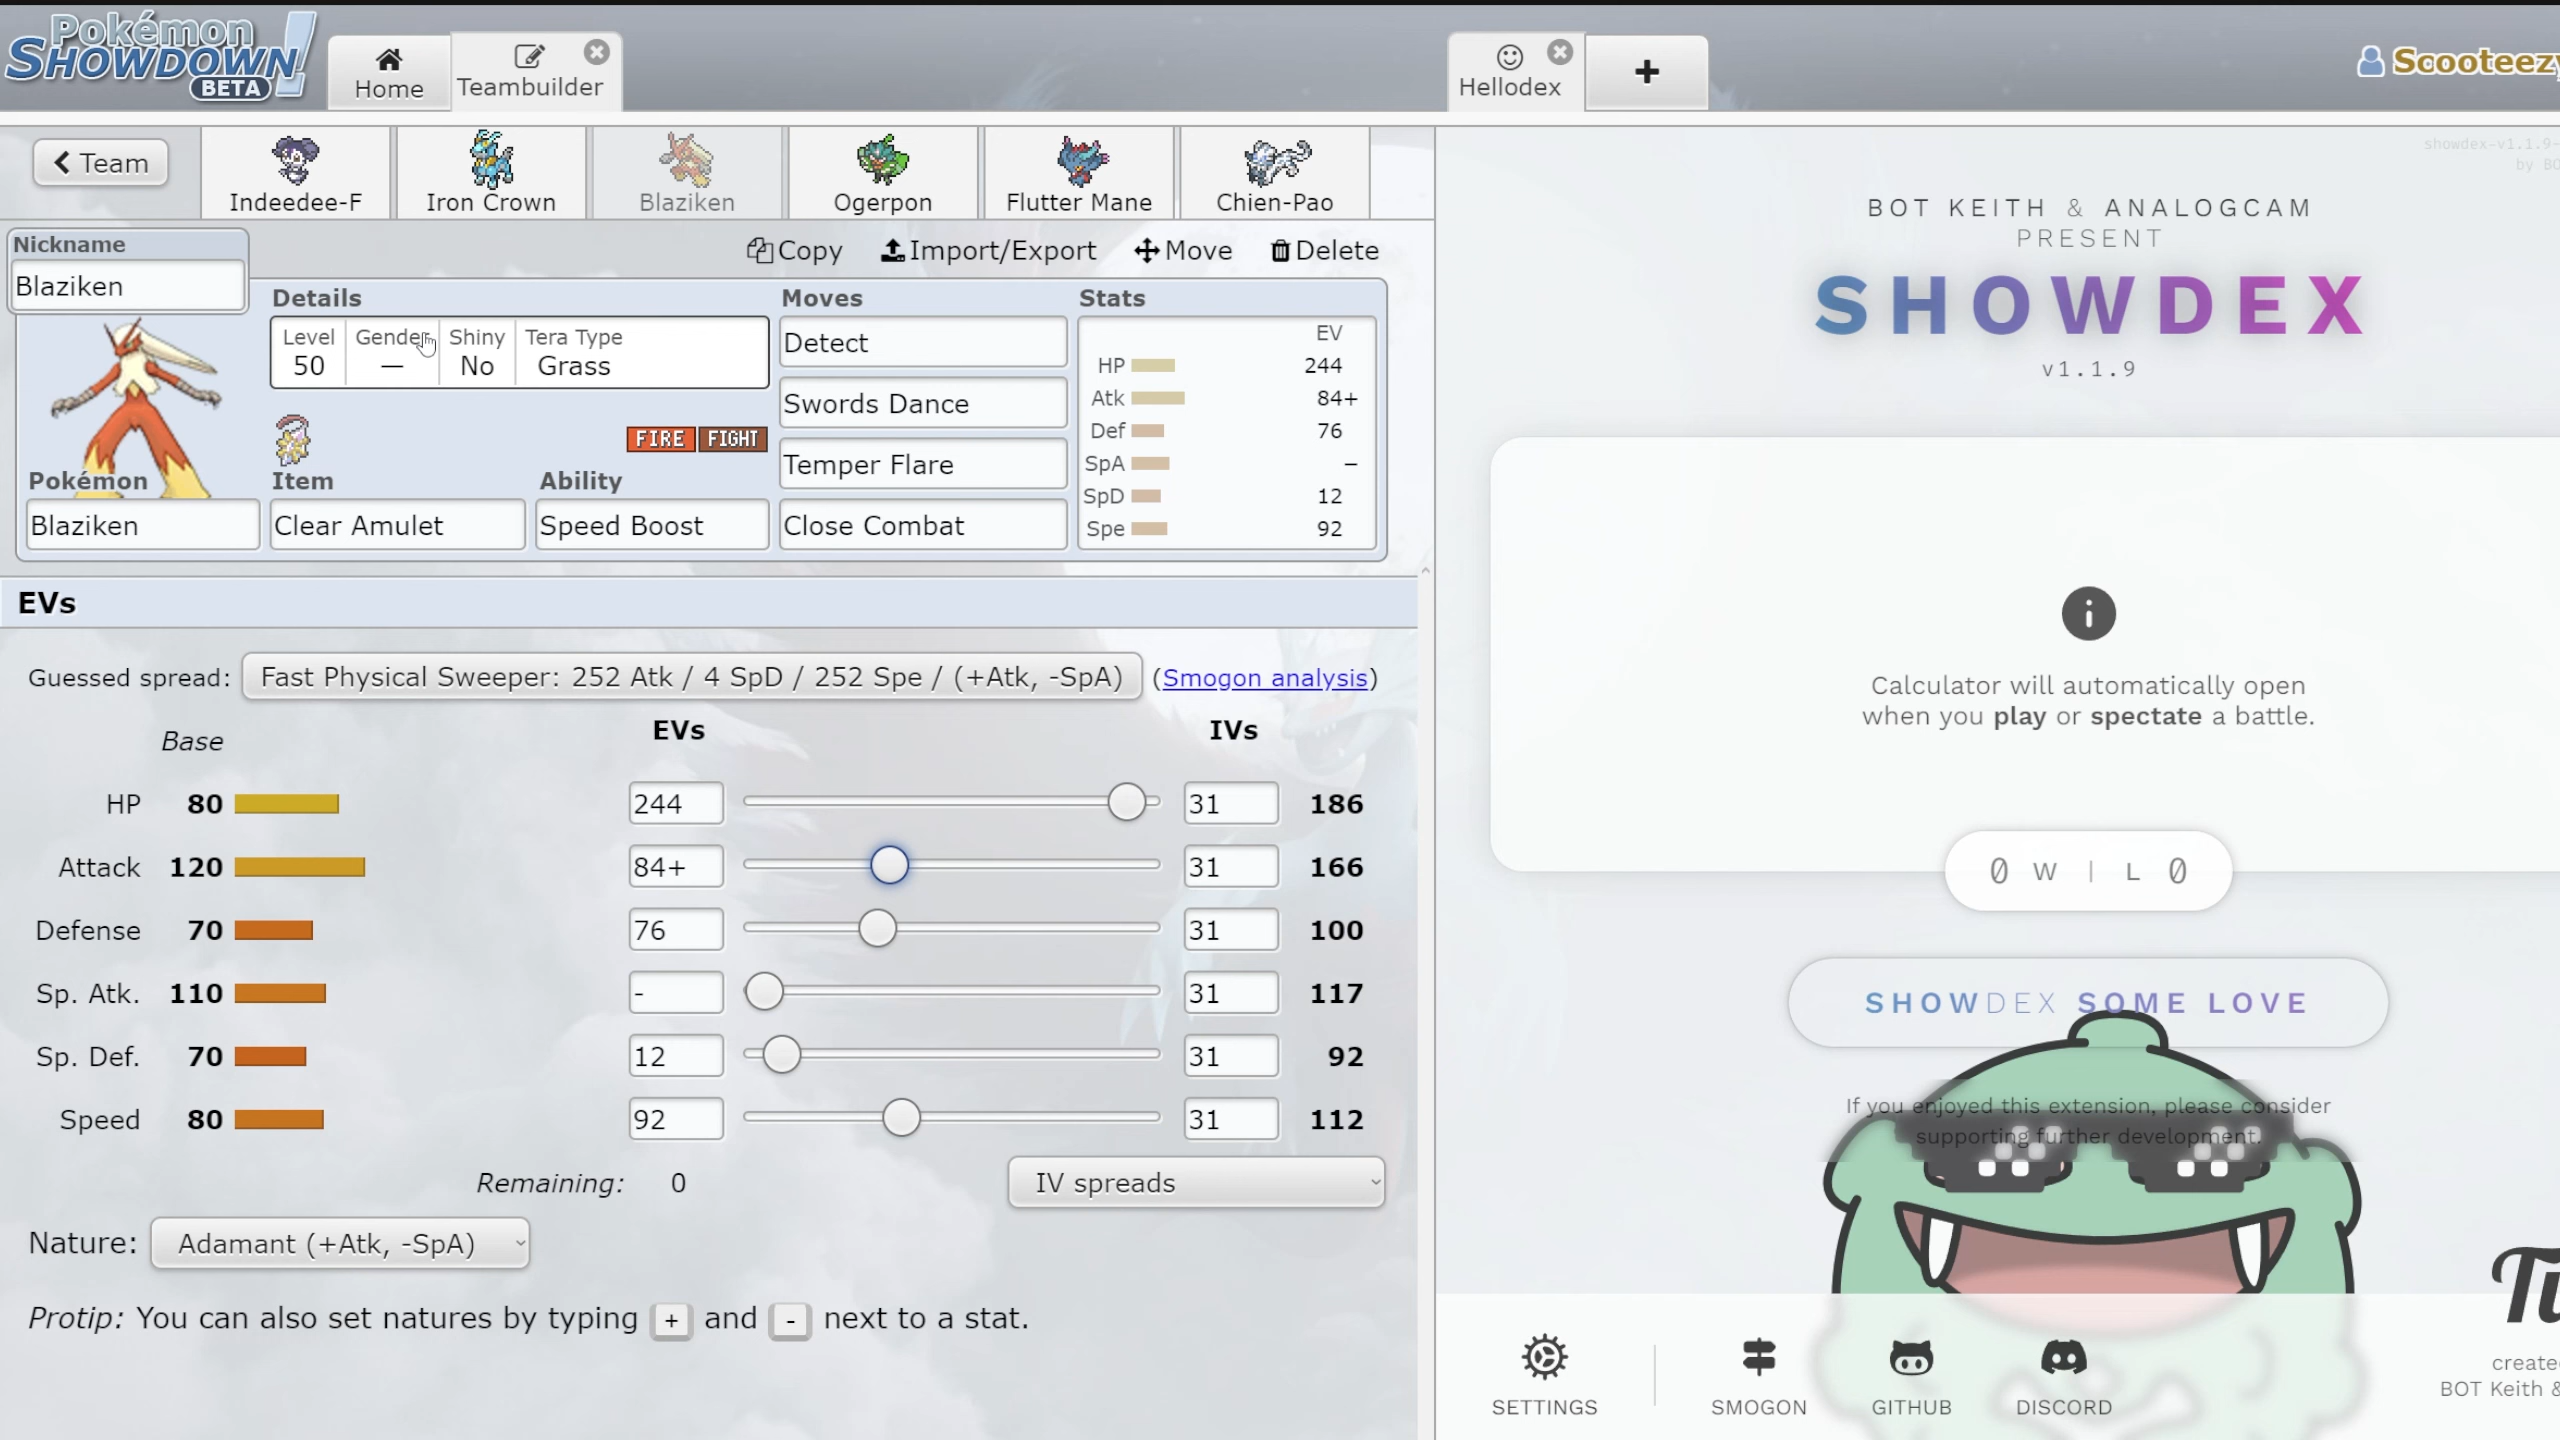 Pokémon
SHOWDOWN!
BETA
Home
Teambuilder
Hellodex
+
Scooteezy
Team
Indeedee-F
Iron Crown
Blaziken
Ogerpon
Flutter Mane
Chien-Pao
Nickname
Blaziken
Copy
Import/Export
Move
Delete
Details
Level
50
Gender
—
Shiny
No
Tera Type
Grass
FIRE FIGHT
Pokémon
Blaziken
Item
Clear Amulet
Ability
Speed Boost
Moves
Detect
Swords Dance
Temper Flare
Close Combat
Stats
EV
HP 244
Atk 84+
Def 76
SpA –
SpD 12
Spe 92
EVs
Guessed spread: Fast Physical Sweeper: 252 Atk / 4 SpD / 252 Spe / (+Atk, -SpA) (Smogon analysis)
Base EVs IVs
HP 80 244 31 186
Attack 120 84+ 31 166
Defense 70 76 31 100
Sp. Atk. 110 - 31 117
Sp. Def. 70 12 31 92
Speed 80 92 31 112
Remaining: 0
IV spreads
Nature: Adamant (+Atk, -SpA)
Protip: You can also set natures by typing + and - next to a stat.
showdex-v1.1.9-
by BO
BOT KEITH & ANALOGCAM
PRESENT
SHOWDEX
v1.1.9
Calculator will automatically open
when you play or spectate a battle.
0 W | L 0
SHOWDEX SOME LOVE
If you enjoyed this extension, please consider
supporting further development.
SETTINGS
SMOGON
GITHUB
DISCORD
create
BOT Keith &